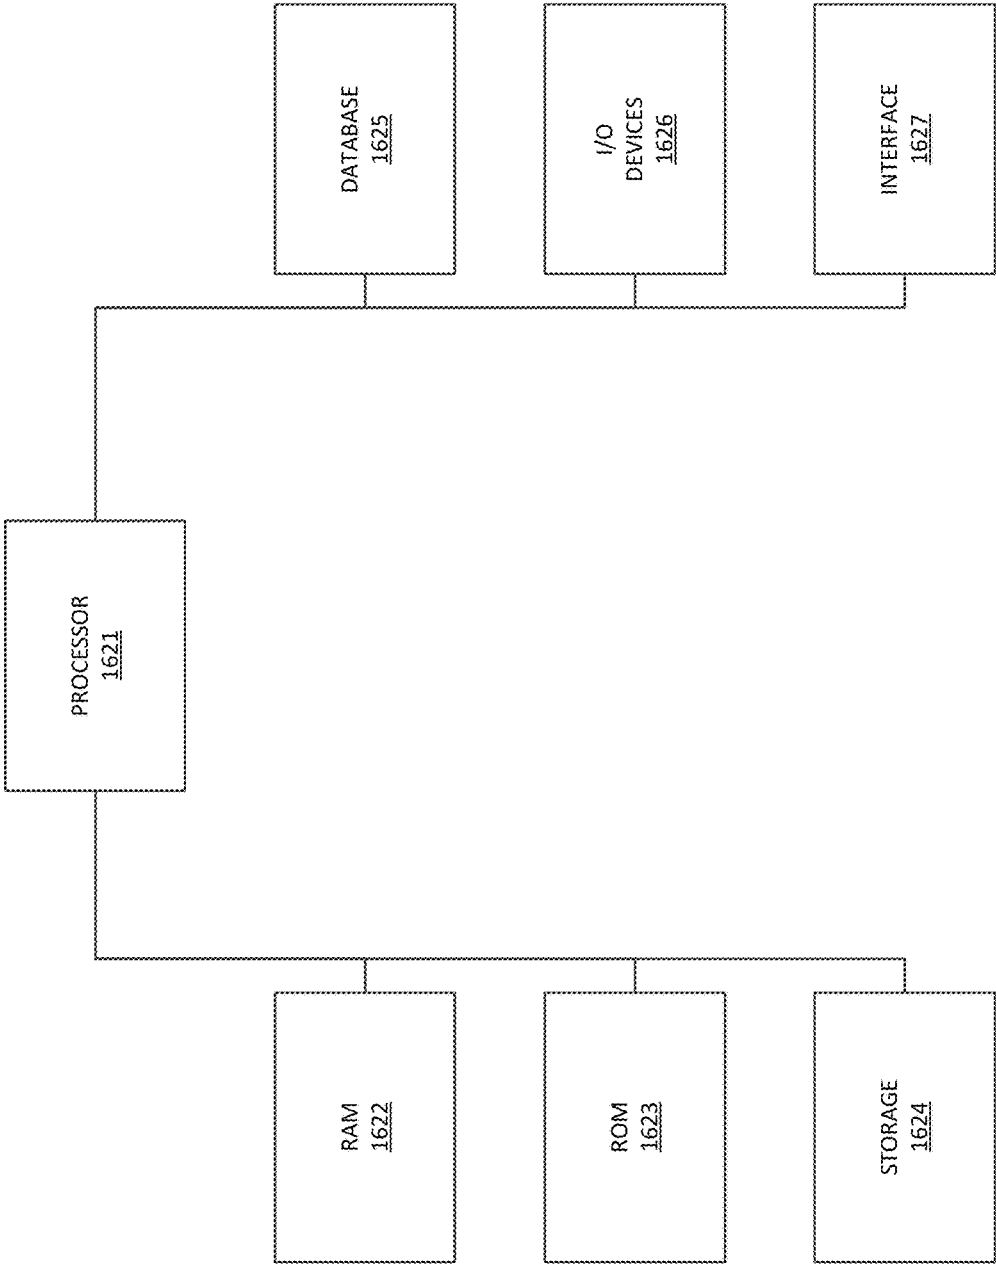 PROCESSOR
1621
RAM
1622
DATABASE
1625
ROM
1623
I/O
DEVICES
1626
STORAGE
1624
INTERFACE
1627